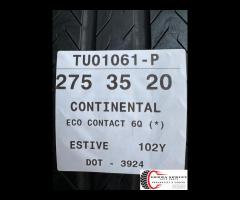 TU01061-P
275 35 20
CONTINENTAL
ECO CONTACT 6Q (*)
ESTIVE 102Y
DOT - 3924